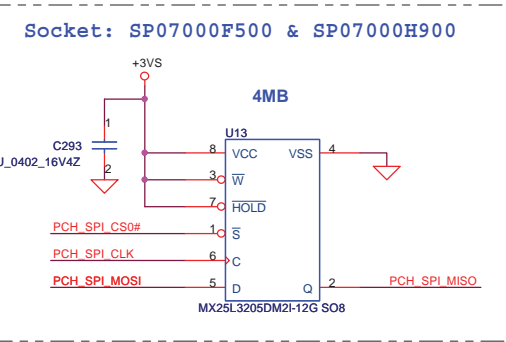 Socket: SP07000F500 & SP07000H900
+3VS
4MB
1
C293
U_0402_16V4Z
2
U13
8 VCC VSS 4
3 W
7 HOLD
PCH_SPI_CS0# 1 S
PCH_SPI_CLK 6 C
PCH_SPI_MOSI 5 D Q 2 PCH_SPI_MISO
MX25L3205DM2I-12G SO8